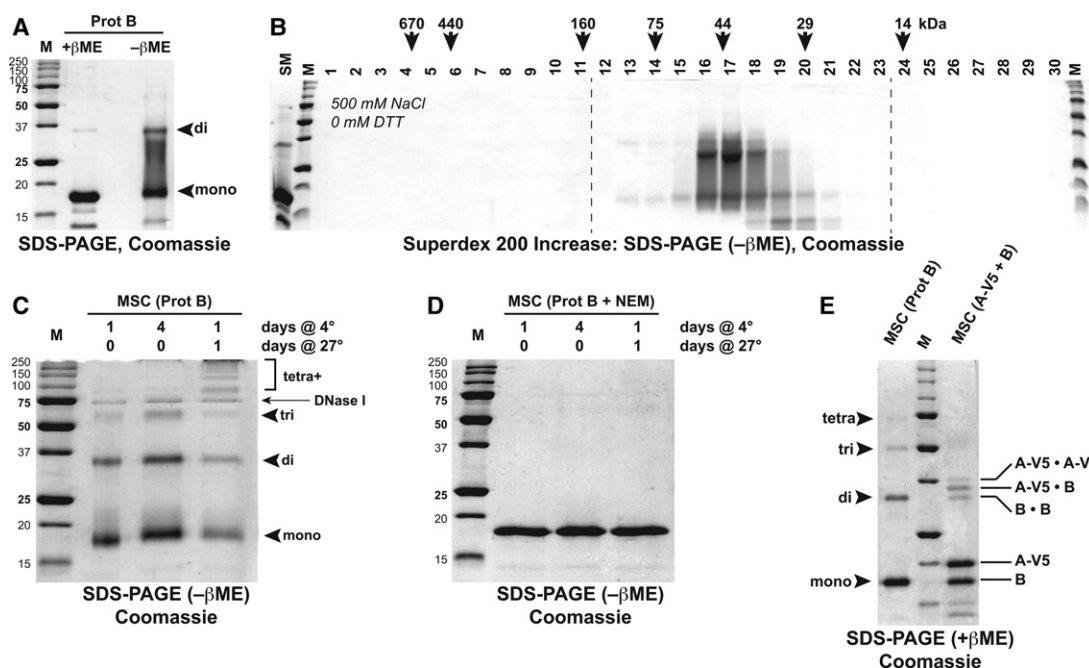 A
Prot B
M
+βME
−βME
250
150
100
75
50
37
25
20
15
di
mono
SDS-PAGE, Coomassie
B
670
440
160
75
44
29
14 kDa
SM
M
1
2
3
4
5
6
7
8
9
10
11
12
13
14
15
16
17
18
19
20
21
22
23
24
25
26
27
28
29
30
M
500 mM NaCl
0 mM DTT
Superdex 200 Increase: SDS-PAGE (−βME), Coomassie
C
MSC (Prot B)
M
1 4 1 days @ 4°
0 0 1 days @ 27°
250
150
100
75
50
37
25
20
15
tetra+
DNase I
tri
di
mono
SDS-PAGE (−βME)
Coomassie
D
MSC (Prot B + NEM)
M
1 4 1 days @ 4°
0 0 1 days @ 27°
250
150
100
75
50
37
25
20
15
SDS-PAGE (−βME)
Coomassie
E
MSC (Prot B)
M
MSC (A-V5 + B)
tetra
tri
di
mono
A-V5 • A-V
A-V5 • B
B • B
A-V5
B
SDS-PAGE (+βME)
Coomassie